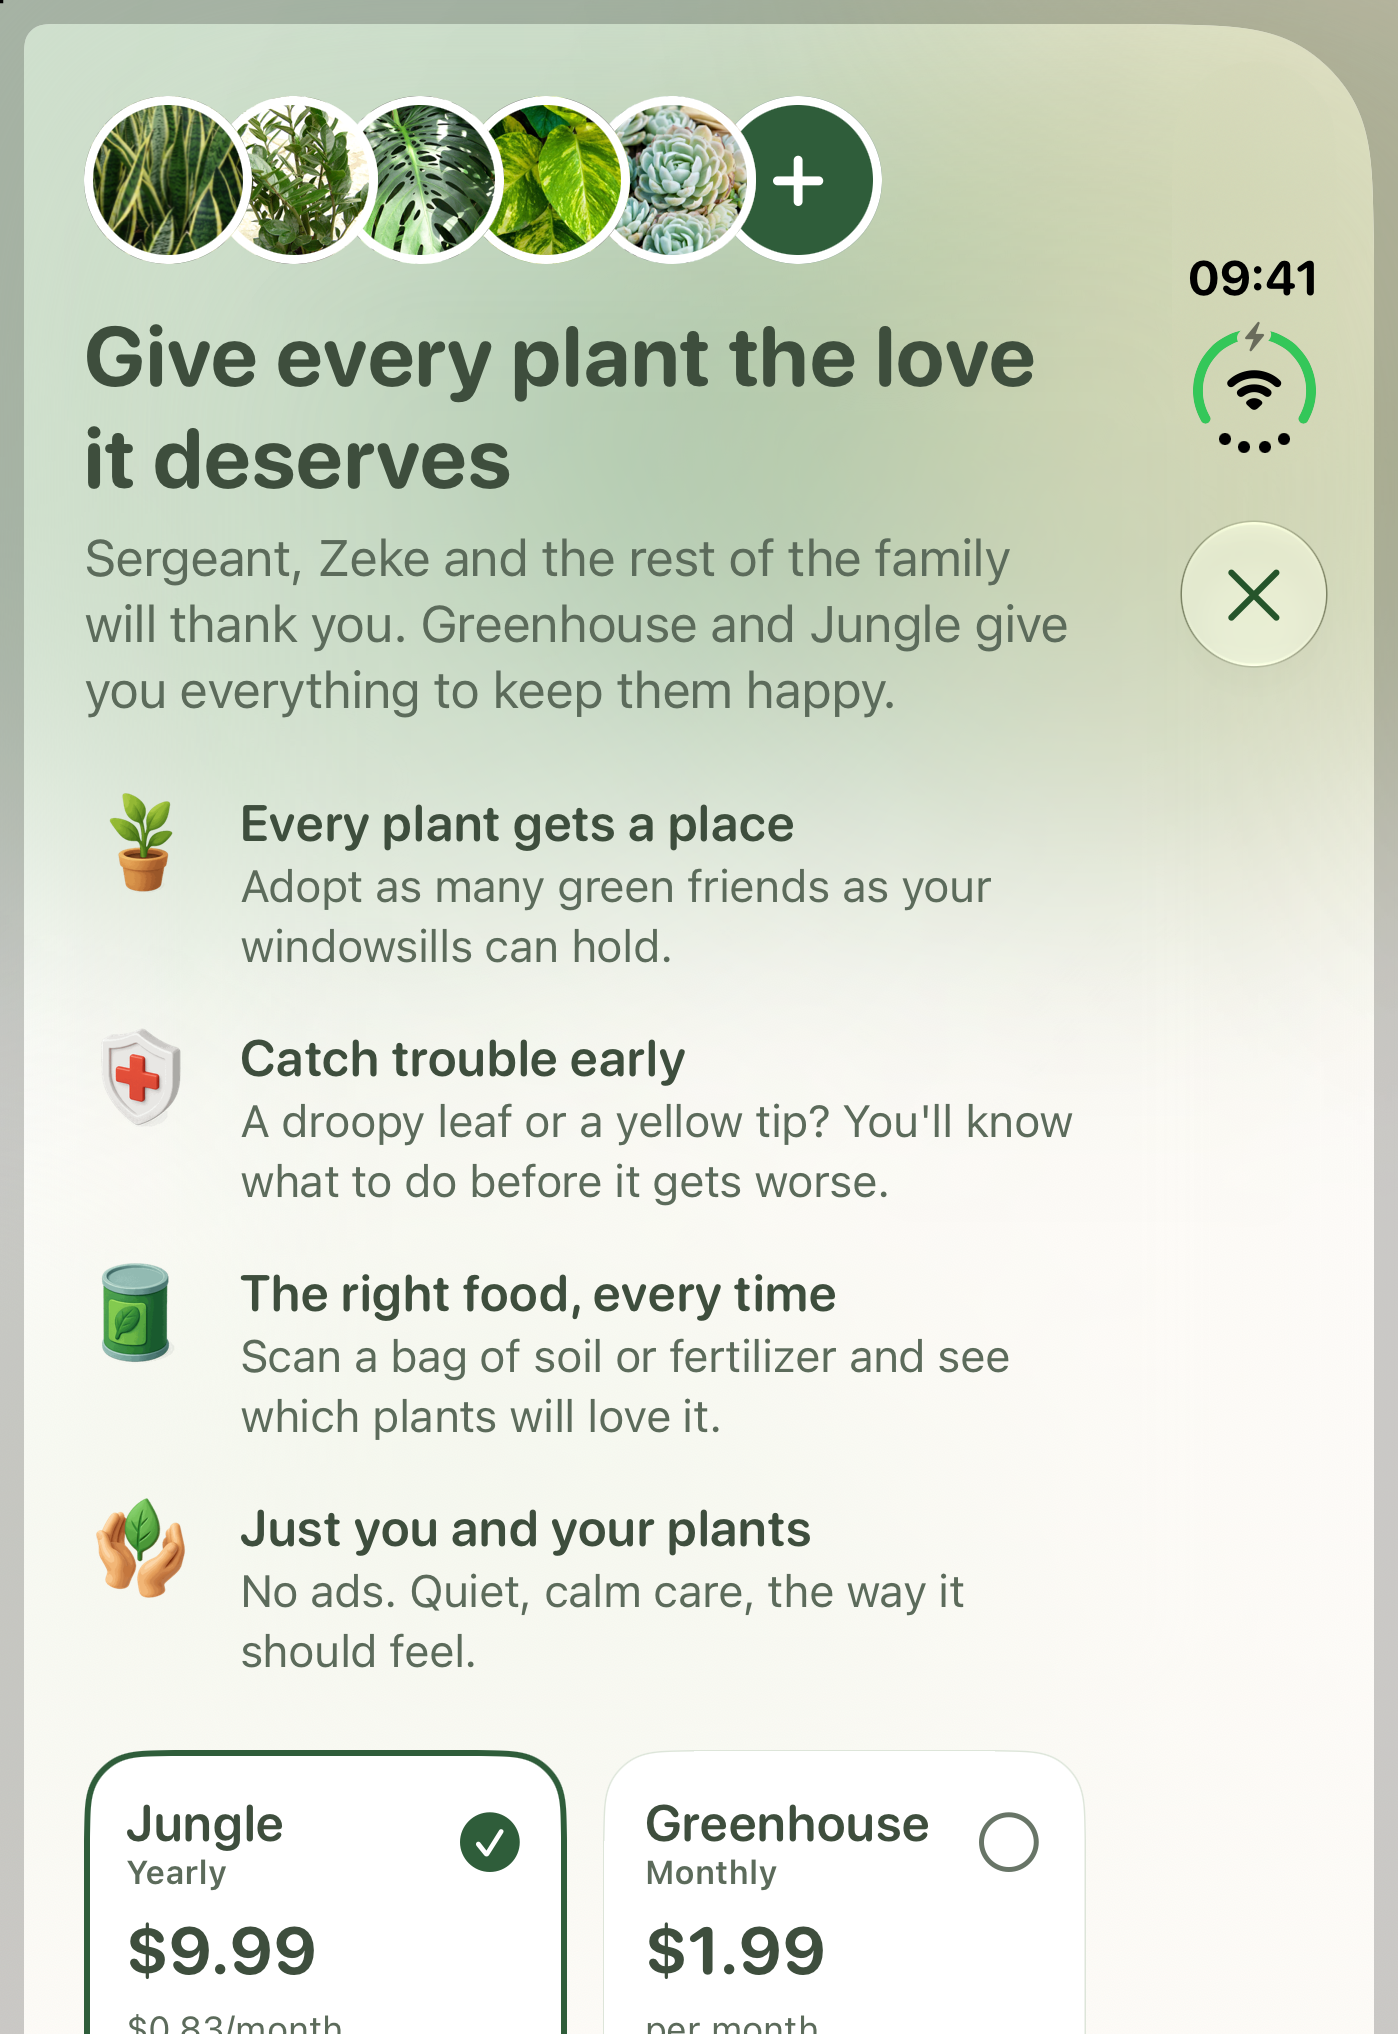 09:41
Give every plant the love
it deserves
Sergeant, Zeke and the rest of the family
will thank you. Greenhouse and Jungle give
you everything to keep them happy.
Every plant gets a place
Adopt as many green friends as your
windowsills can hold.
Catch trouble early
A droopy leaf or a yellow tip? You'll know
what to do before it gets worse.
The right food, every time
Scan a bag of soil or fertilizer and see
which plants will love it.
Just you and your plants
No ads. Quiet, calm care, the way it
should feel.
Jungle
Yearly
$9.99
$0.83/month
Greenhouse
Monthly
$1.99
per month